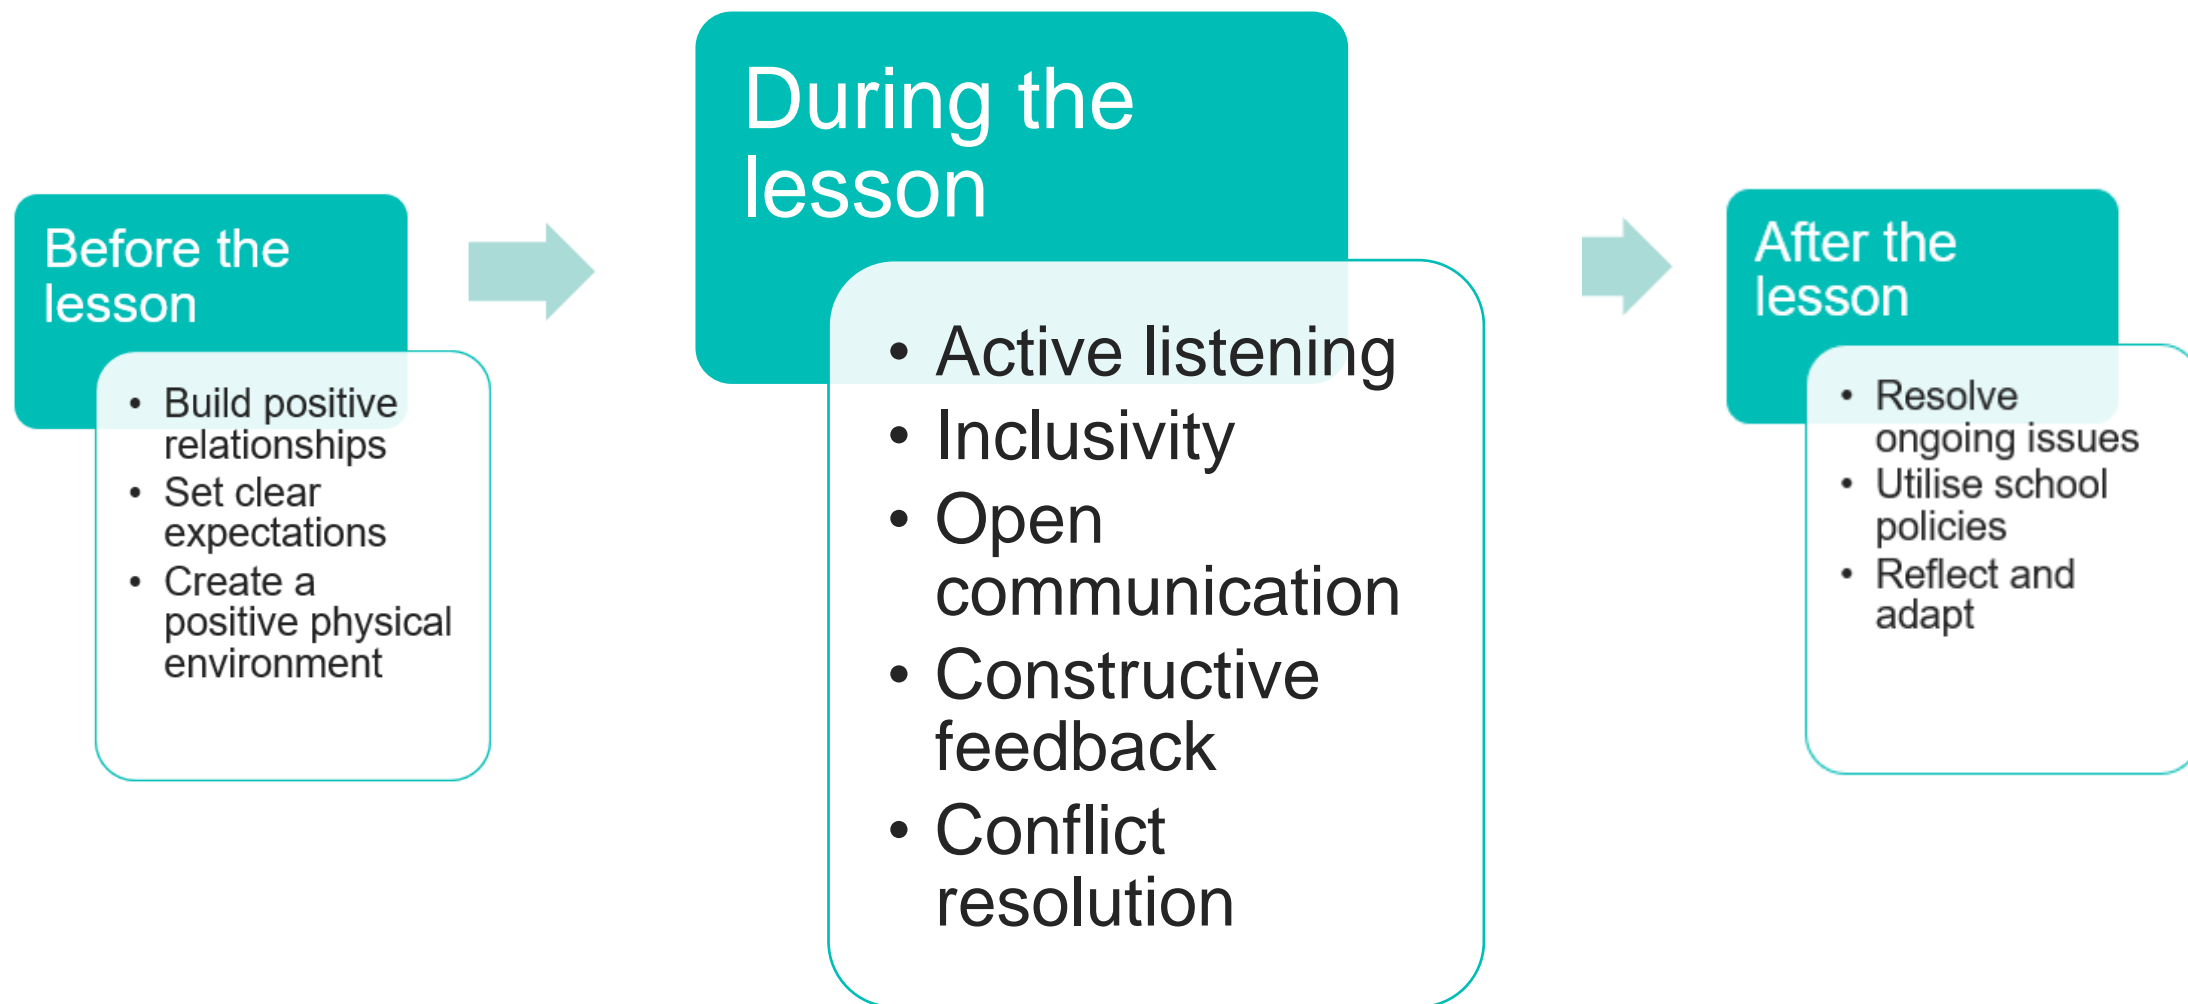 Before the
lesson
• Build positive
relationships
• Set clear
expectations
• Create a
positive physical
environment
During the
lesson
• Active listening
• Inclusivity
• Open
communication
• Constructive
feedback
• Conflict
resolution
After the
lesson
• Resolve
ongoing issues
• Utilise school
policies
• Reflect and
adapt